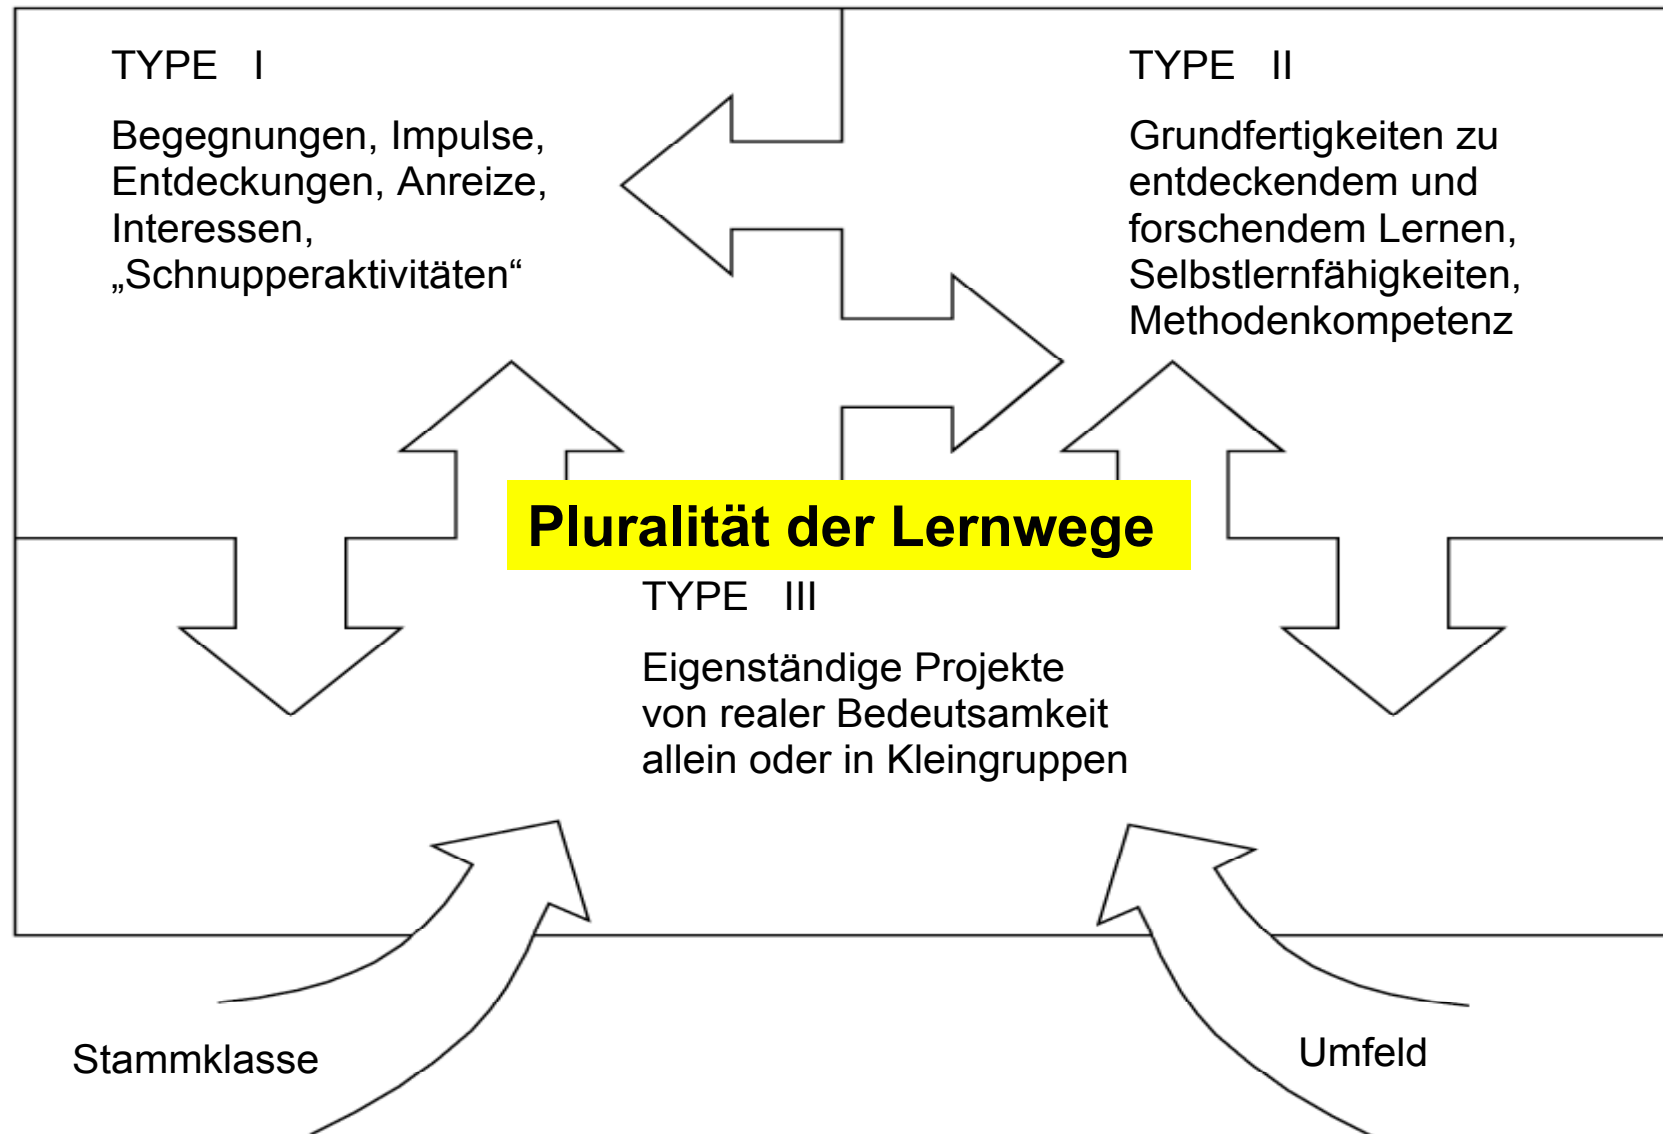 TYPE I
Begegnungen, Impulse,
Entdeckungen, Anreize,
Interessen,
„Schnupperaktivitäten“
TYPE II
Grundfertigkeiten zu
entdeckendem und
forschendem Lernen,
Selbstlernfähigkeiten,
Methodenkompetenz
Pluralität der Lernwege
TYPE III
Eigenständige Projekte
von realer Bedeutsamkeit
allein oder in Kleingruppen
Stammklasse
Umfeld